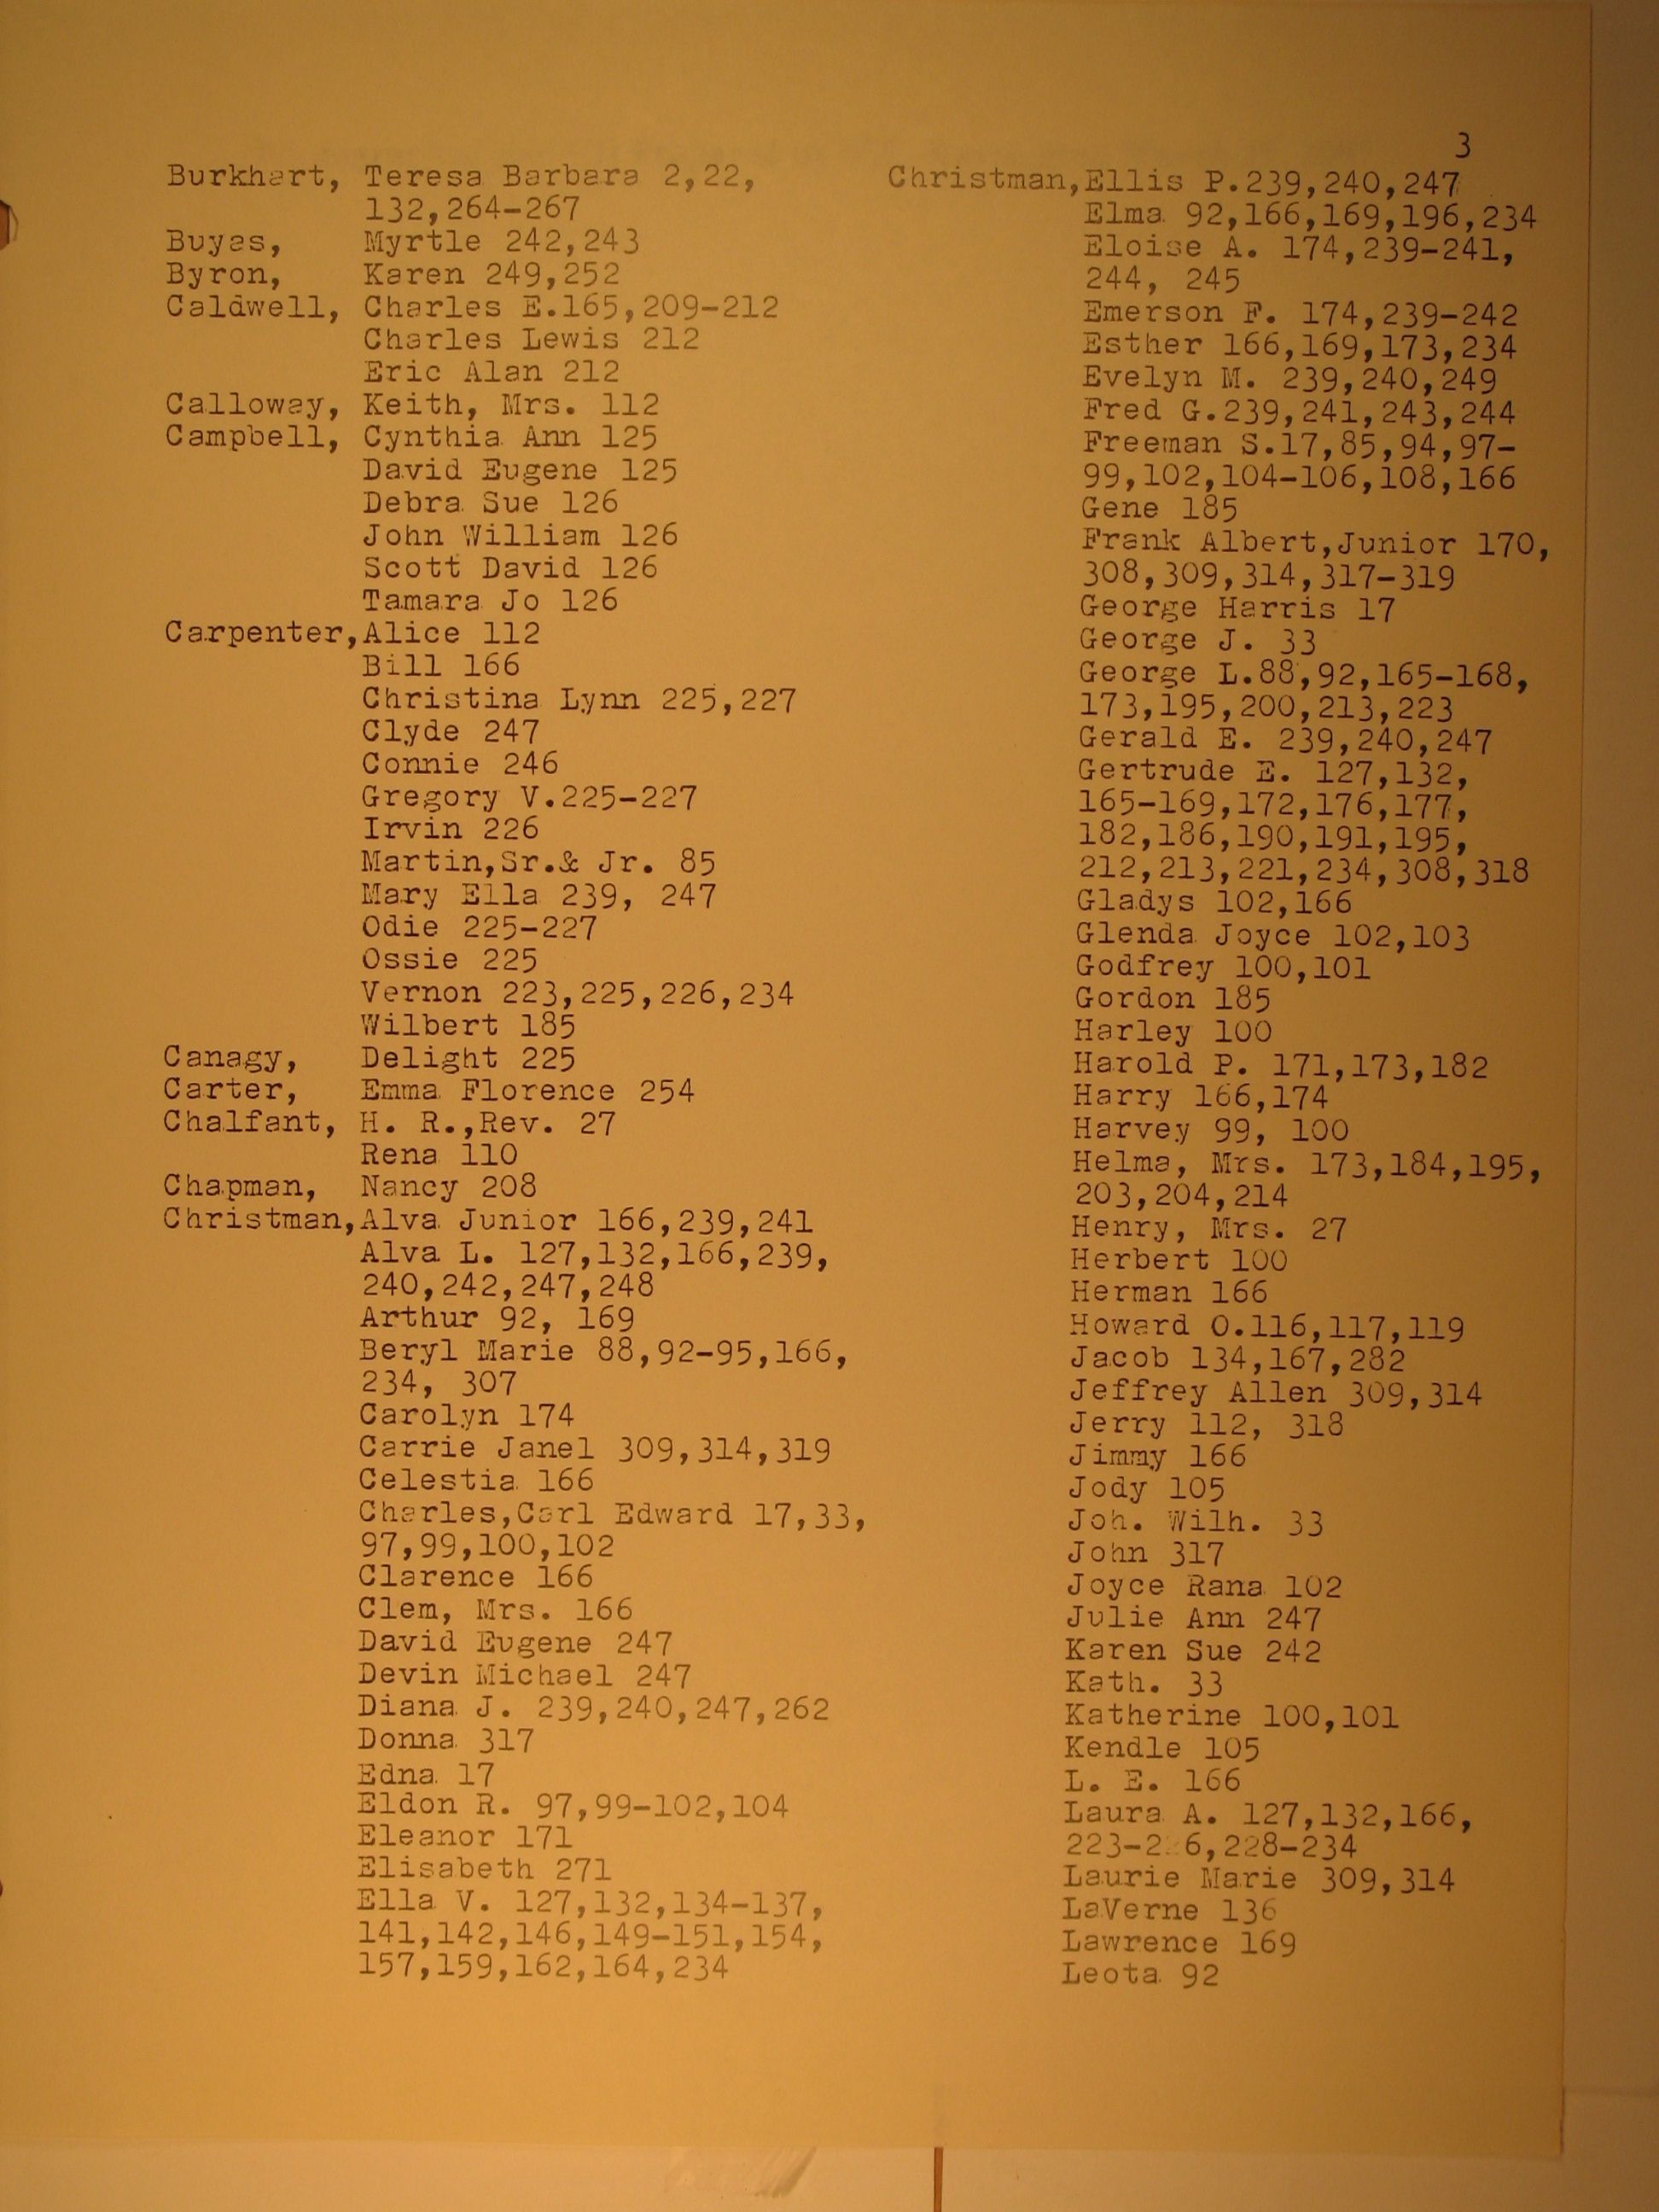 3
Burkhart, Teresa Barbara 2,22,
132,264-267
Buyas, Myrtle 242,243
Byron, Karen 249,252
Caldwell, Charles E.165,209-212
Charles Lewis 212
Eric Alan 212
Calloway, Keith, Mrs. 112
Campbell, Cynthia Ann 125
David Eugene 125
Debra Sue 126
John William 126
Scott David 126
Tamara Jo 126
Carpenter,Alice 112
Bill 166
Christina Lynn 225,227
Clyde 247
Connie 246
Gregory V.225-227
Irvin 226
Martin,Sr.& Jr. 85
Mary Ella 239, 247
Odie 225-227
Ossie 225
Vernon 223,225,226,234
Wilbert 185
Canagy, Delight 225
Carter, Emma Florence 254
Chalfant, H. R.,Rev. 27
Rena 110
Chapman, Nancy 208
Christman,Alva Junior 166,239,241
Alva L. 127,132,166,239,
240,242,247,248
Arthur 92, 169
Beryl Marie 88,92-95,166,
234, 307
Carolyn 174
Carrie Janel 309,314,319
Celestia 166
Charles,Carl Edward 17,33,
97,99,100,102
Clarence 166
Clem, Mrs. 166
David Eugene 247
Devin Michael 247
Diana J. 239,240,247,262
Donna 317
Edna 17
Eldon R. 97,99-102,104
Eleanor 171
Elisabeth 271
Ella V. 127,132,134-137,
141,142,146,149-151,154,
157,159,162,164,234
Christman,Ellis P.239,240,247
Elma 92,166,169,196,234
Eloise A. 174,239-241,
244, 245
Emerson F. 174,239-242
Esther 166,169,173,234
Evelyn M. 239,240,249
Fred G.239,241,243,244
Freeman S.17,85,94,97-
99,102,104-106,108,166
Gene 185
Frank Albert,Junior 170,
308,309,314,317-319
George Harris 17
George J. 33
George L.88,92,165-168,
173,195,200,213,223
Gerald E. 239,240,247
Gertrude E. 127,132,
165-169,172,176,177,
182,186,190,191,195,
212,213,221,234,308,318
Gladys 102,166
Glenda Joyce 102,103
Godfrey 100,101
Gordon 185
Harley 100
Harold P. 171,173,182
Harry 166,174
Harvey 99, 100
Helma, Mrs. 173,184,195,
203,204,214
Henry, Mrs. 27
Herbert 100
Herman 166
Howard O.116,117,119
Jacob 134,167,282
Jeffrey Allen 309,314
Jerry 112, 318
Jimmy 166
Jody 105
Joh. Wilh. 33
John 317
Joyce Rana 102
Julie Ann 247
Karen Sue 242
Kath. 33
Katherine 100,101
Kendle 105
L. E. 166
Laura A. 127,132,166,
228-234
Laurie Marie 309,314
LaVerne 136
Lawrence 169
Leota 92